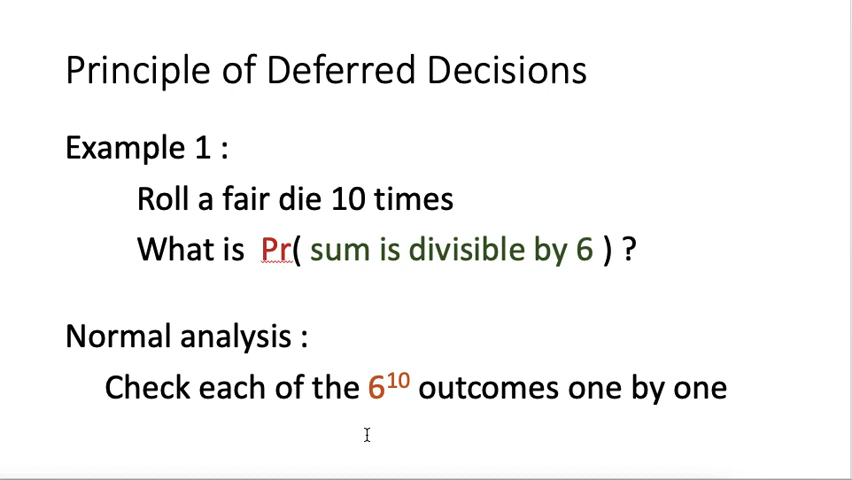 Principle of Deferred Decisions
Example 1 :
Roll a fair die 10 times
What is Pr( sum is divisible by 6 ) ?
Normal analysis :
Check each of the 6¹⁰ outcomes one by one